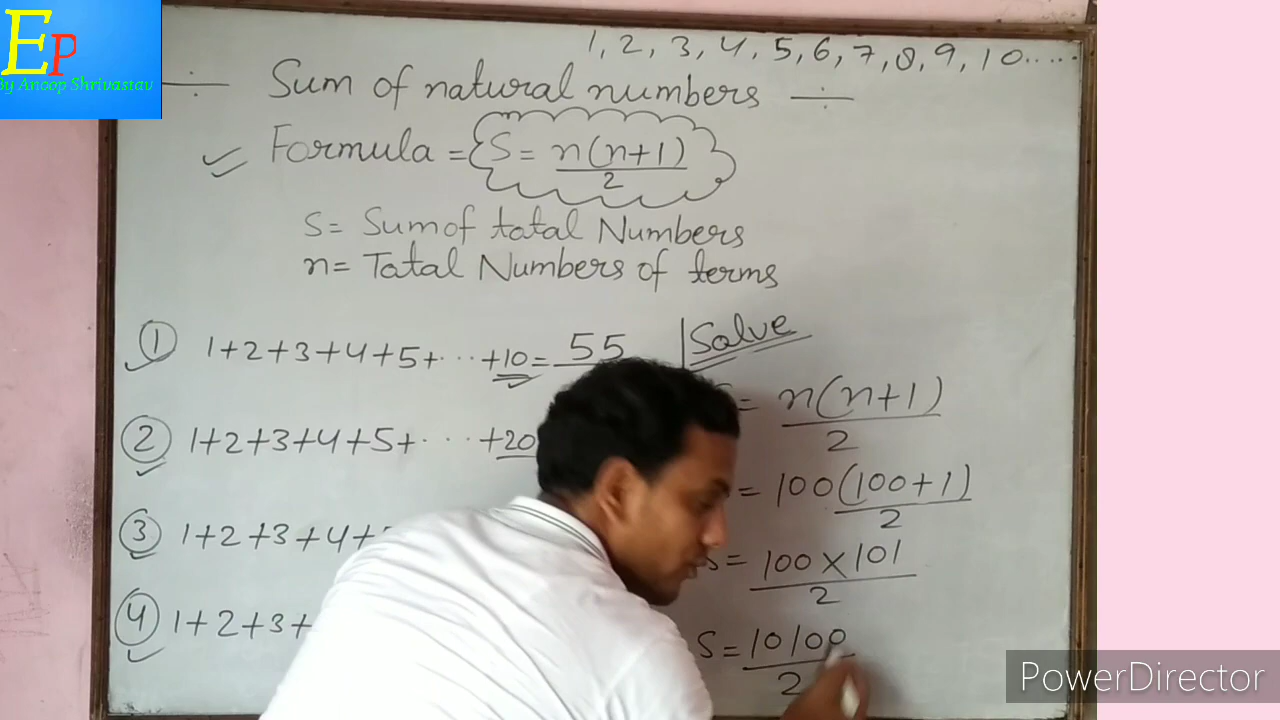 EP
By Anoop Shrivastav
1, 2, 3, 4, 5, 6, 7, 8, 9, 10.....
÷ Sum of natural numbers ÷
Formula = S = n(n+1)/2
S = Sum of total Numbers
n = Tatal Numbers of terms
① 1+2+3+4+5+ ... +10 = 55
② 1+2+3+4+5+ ... +20
③ 1+2+3+4+
④ 1+2+3+
Solve
= n(n+1)/2
= 100(100+1)/2
S = 100×101/2
S = 10100/2
PowerDirector